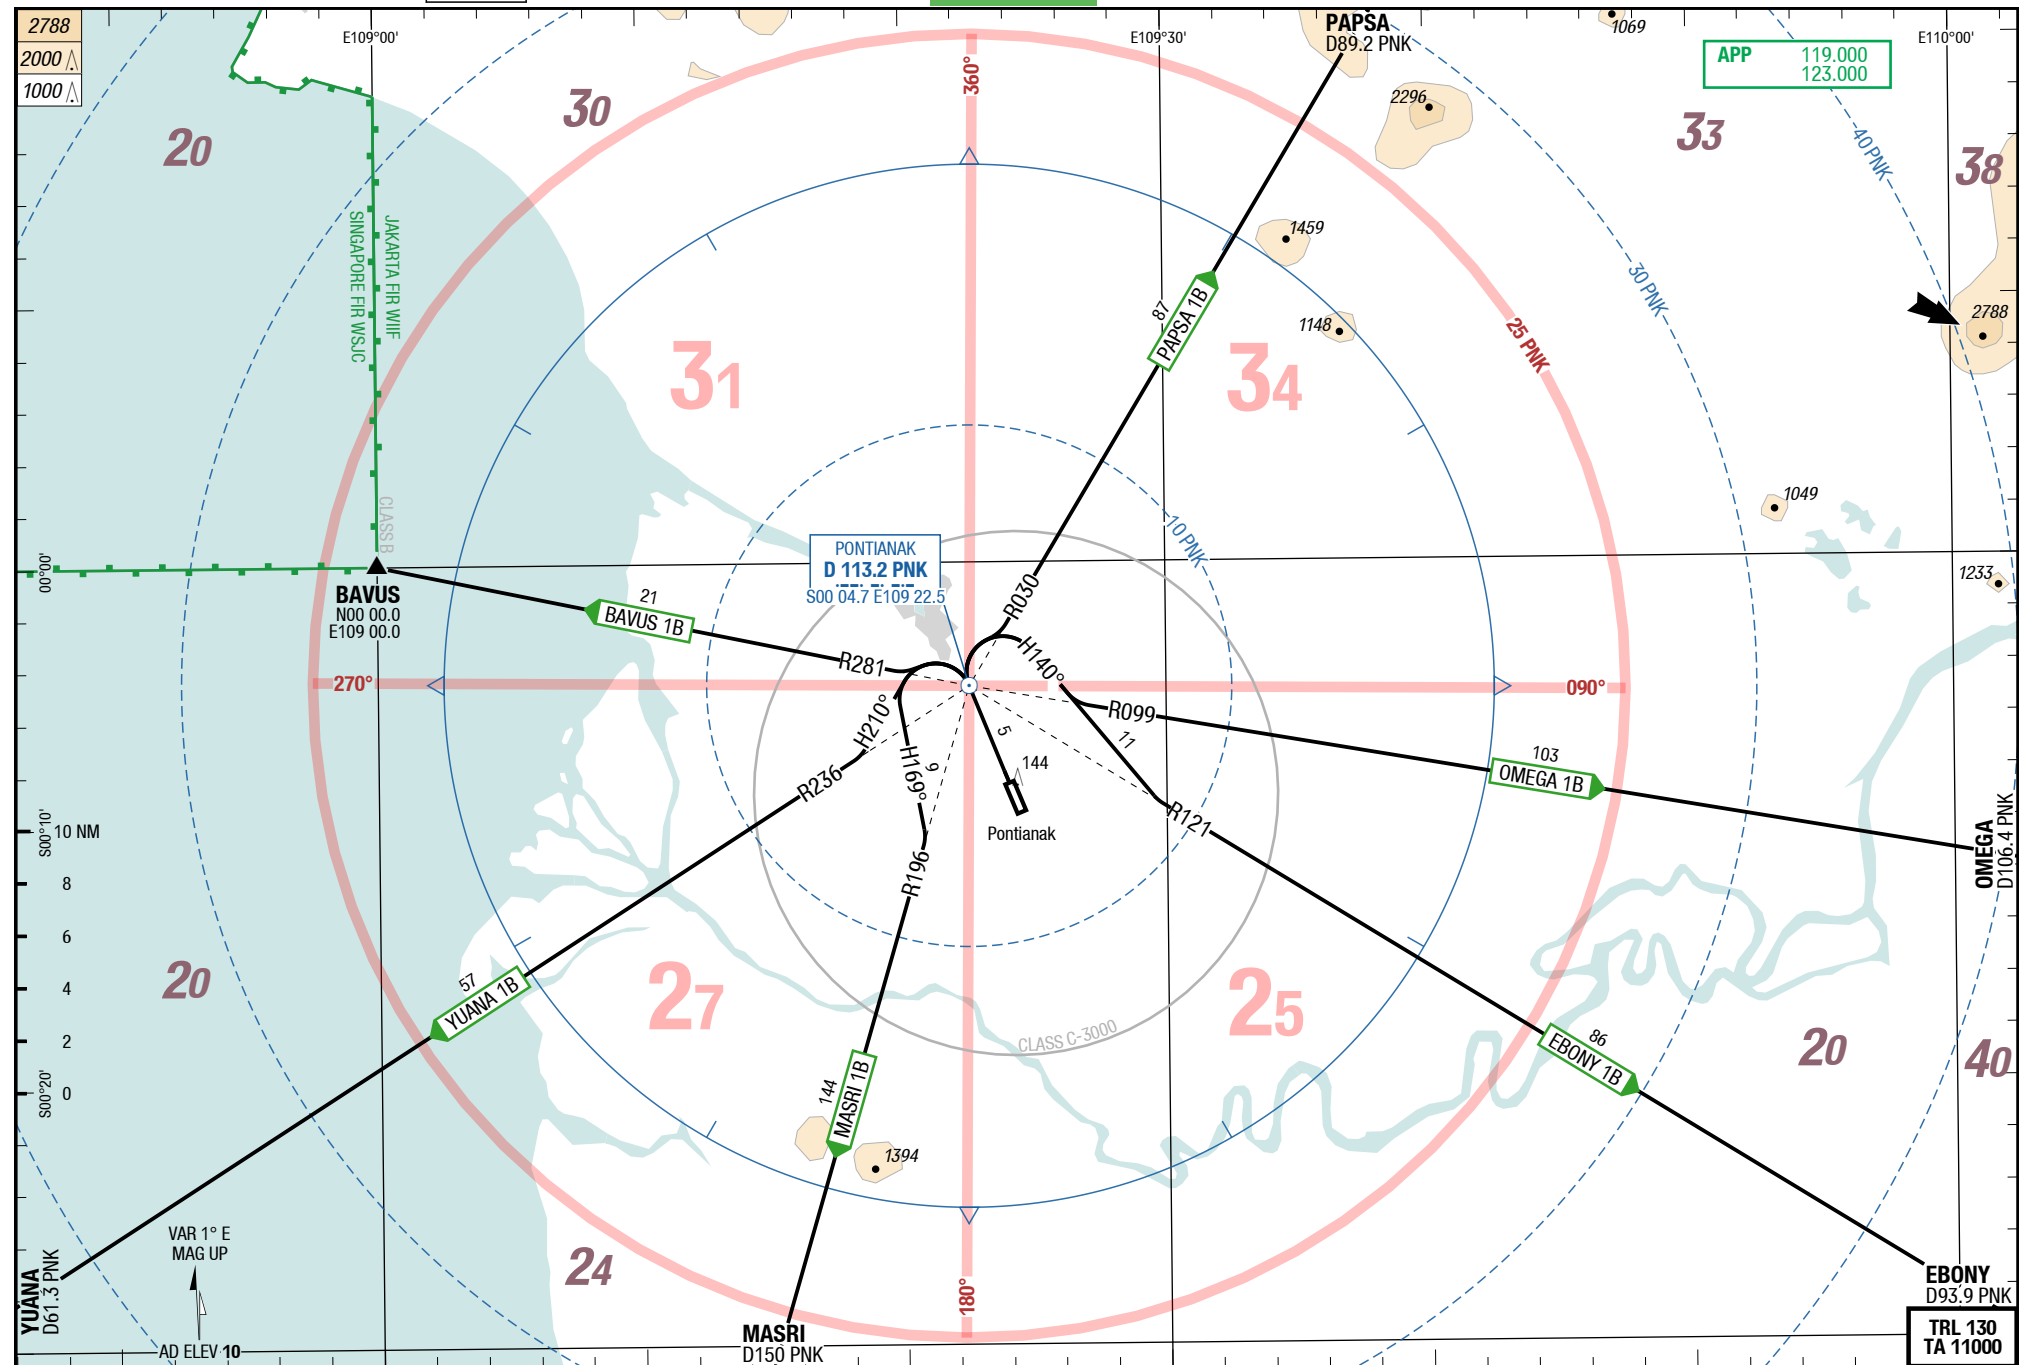 2788
2000
1000
E109°00'
E109°30'
E110°00'
PAPSA
D89.2 PNK
1069
APP 119.000
123.000
360°
2296
30
20
33
38
40 PNK
30 PNK
25 PNK
10 PNK
JAKARTA FIR WIIF
SINGAPORE FIR WSJC
CLASS B
1459
1148
2788
87
PAPSA 1B
31
34
1049
1233
00°00'
BAVUS
N00 00.0
E109 00.0
PONTIANAK
D 113.2 PNK
S00 04.7 E109 22.5
21
BAVUS 1B
R281
R030
H140°
270°
090°
H210°
R099
5
11
H169°
9
R236
103
OMEGA 1B
144
Pontianak
R121
R196
OMEGA
D106.4 PNK
S00°10'
10 NM
8
6
4
2
0
S00°20'
20
57
YUANA 1B
27
25
CLASS C-3000
86
EBONY 1B
20
40
144
MASRI 1B
1394
24
VAR 1° E
MAG UP
180°
YUANA
D61.3 PNK
AD ELEV 10
MASRI
D150 PNK
EBONY
D93.9 PNK
TRL 130
TA 11000